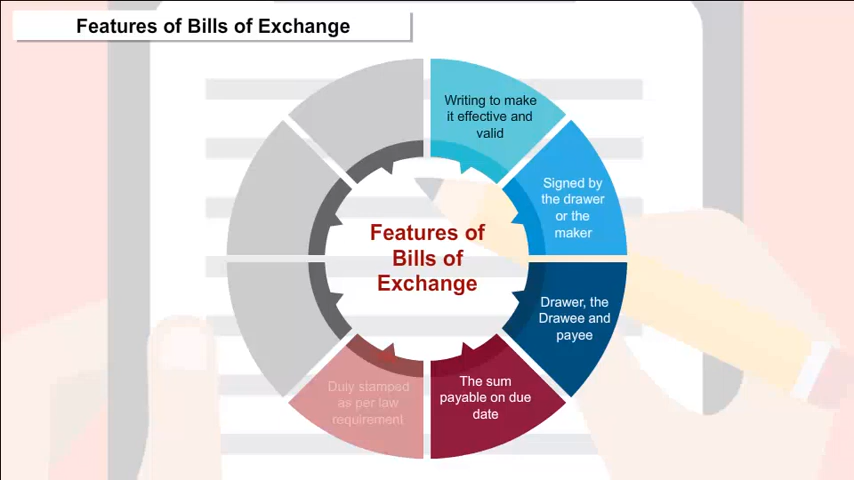 Features of Bills of Exchange
Writing to make
it effective and
valid
Signed by
the drawer
or the
maker
Drawer, the
Drawee and
payee
The sum
payable on due
date
Duly stamped
as per law
requirement
Features of
Bills of
Exchange